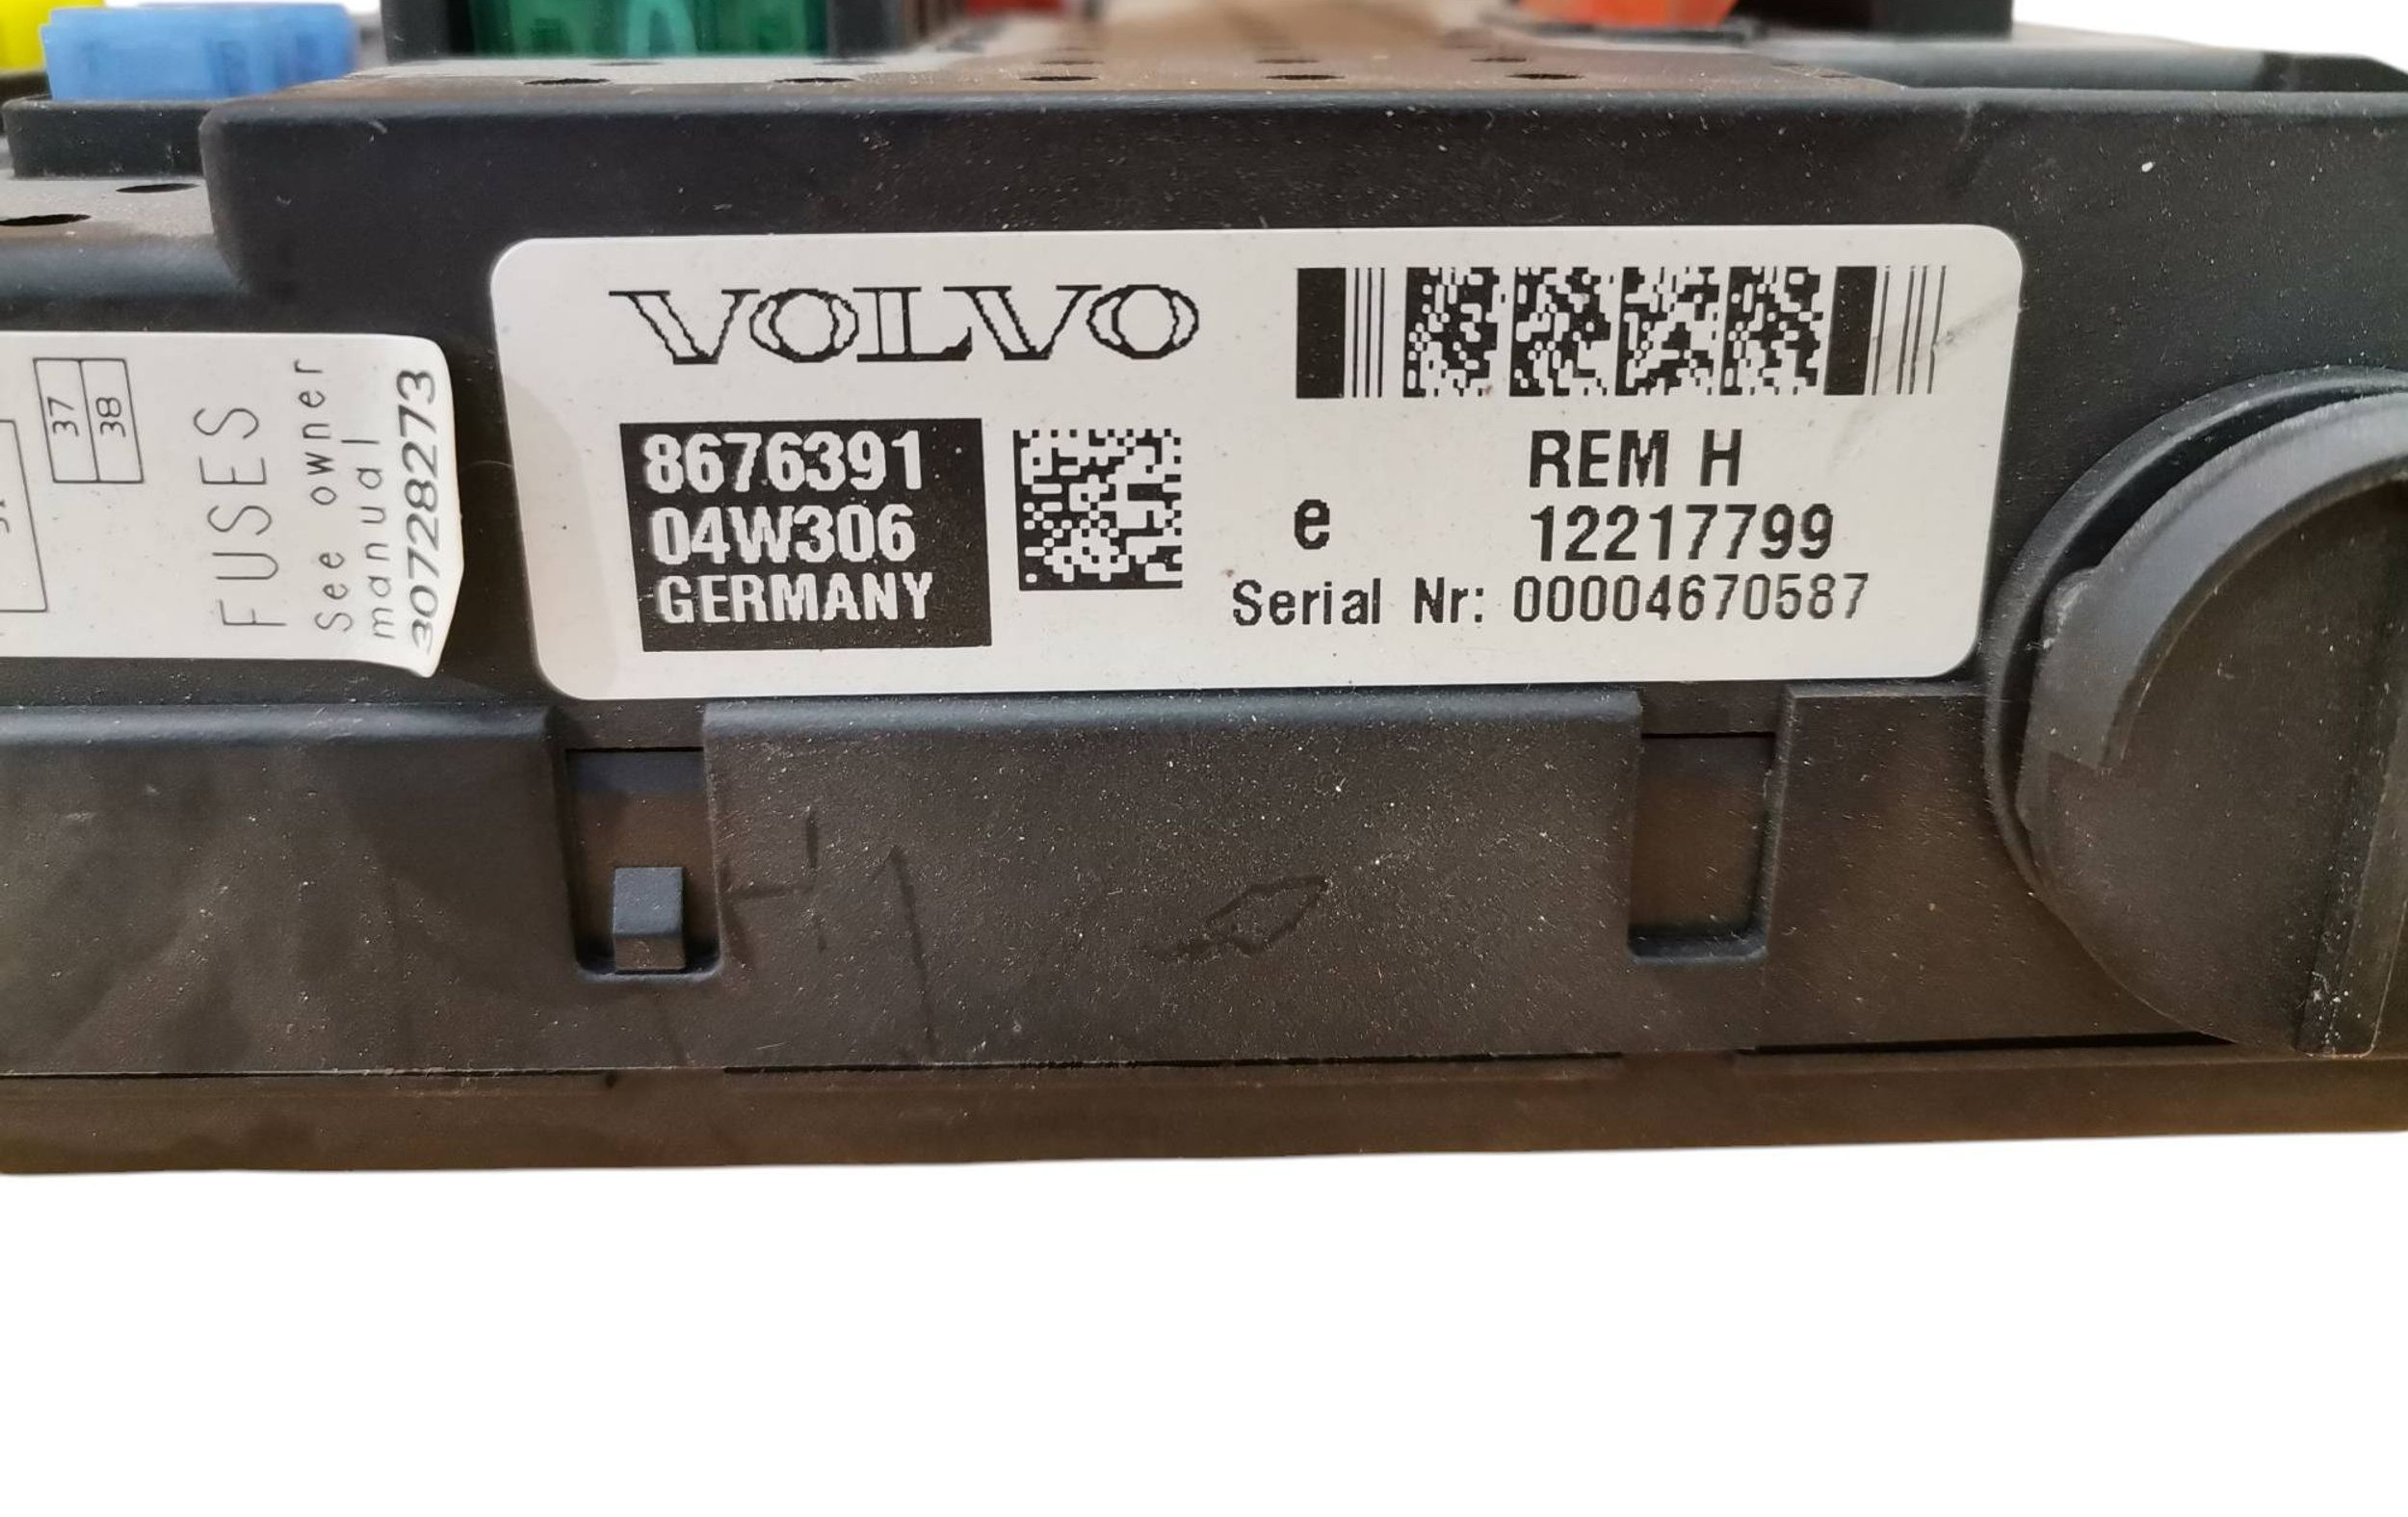 VOLVO
8676391
04W306
GERMANY
e
REM H
12217799
Serial Nr: 00004670587
37
38
FUSES
See owner
manual
30728273